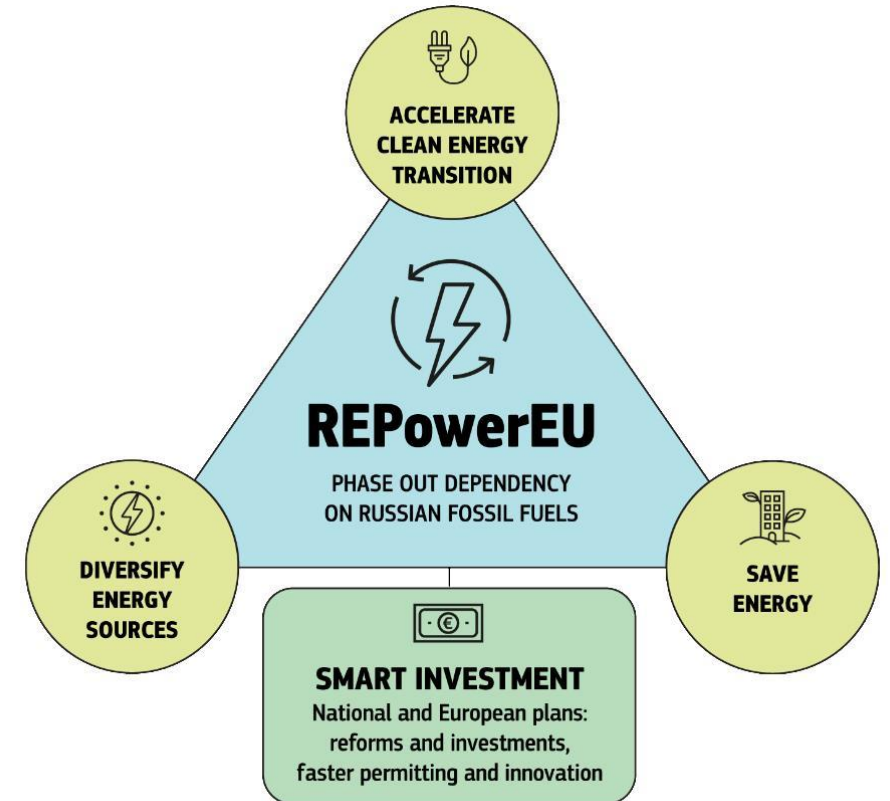 ACCELERATE
CLEAN ENERGY
TRANSITION
REPowerEU
PHASE OUT DEPENDENCY
ON RUSSIAN FOSSIL FUELS
DIVERSIFY
ENERGY
SOURCES
SAVE
ENERGY
€
SMART INVESTMENT
National and European plans:
reforms and investments,
faster permitting and innovation